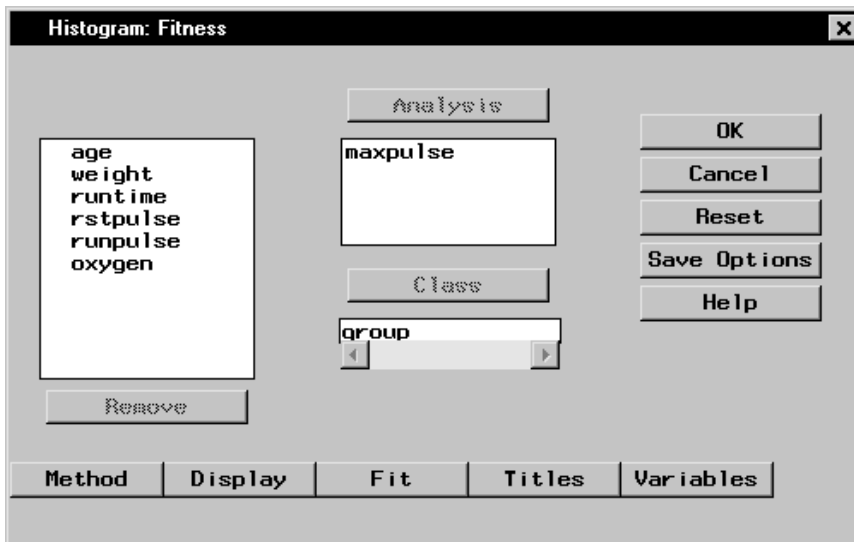 Histogram: Fitness
Analysis
age
weight
runtime
rstpulse
runpulse
oxygen
Remove
maxpulse
Class
group
OK
Cancel
Reset
Save Options
Help
Method
Display
Fit
Titles
Variables